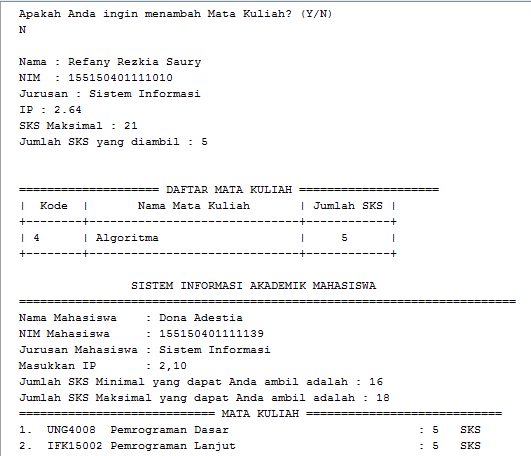 Apakah Anda ingin menambah Mata Kuliah? (Y/N)
N
Nama : Refany Rezkia Saury
NIM  : 155150401111010
Jurusan : Sistem Informasi
IP : 2.64
SKS Maksimal : 21
Jumlah SKS yang diambil : 5
==================== DAFTAR MATA KULIAH ====================
|  Kode  |       Nama Mata Kuliah       | Jumlah SKS |
+--------+------------------------------+------------+
| 4      | Algoritma                    |     5      |
+--------+------------------------------+------------+
SISTEM INFORMASI AKADEMIK MAHASISWA
=======================================================================
Nama Mahasiswa    : Dona Adestia
NIM Mahasiswa     : 155150401111139
Jurusan Mahasiswa : Sistem Informasi
Masukkan IP       : 2,10
Jumlah SKS Minimal yang dapat Anda ambil adalah : 16
Jumlah SKS Maksimal yang dapat Anda ambil adalah : 18
============================ MATA KULIAH ============================
1.  UNG4008  Pemrograman Dasar                           : 5   SKS
2.  IFK15002 Pemrograman Lanjut                          : 5   SKS